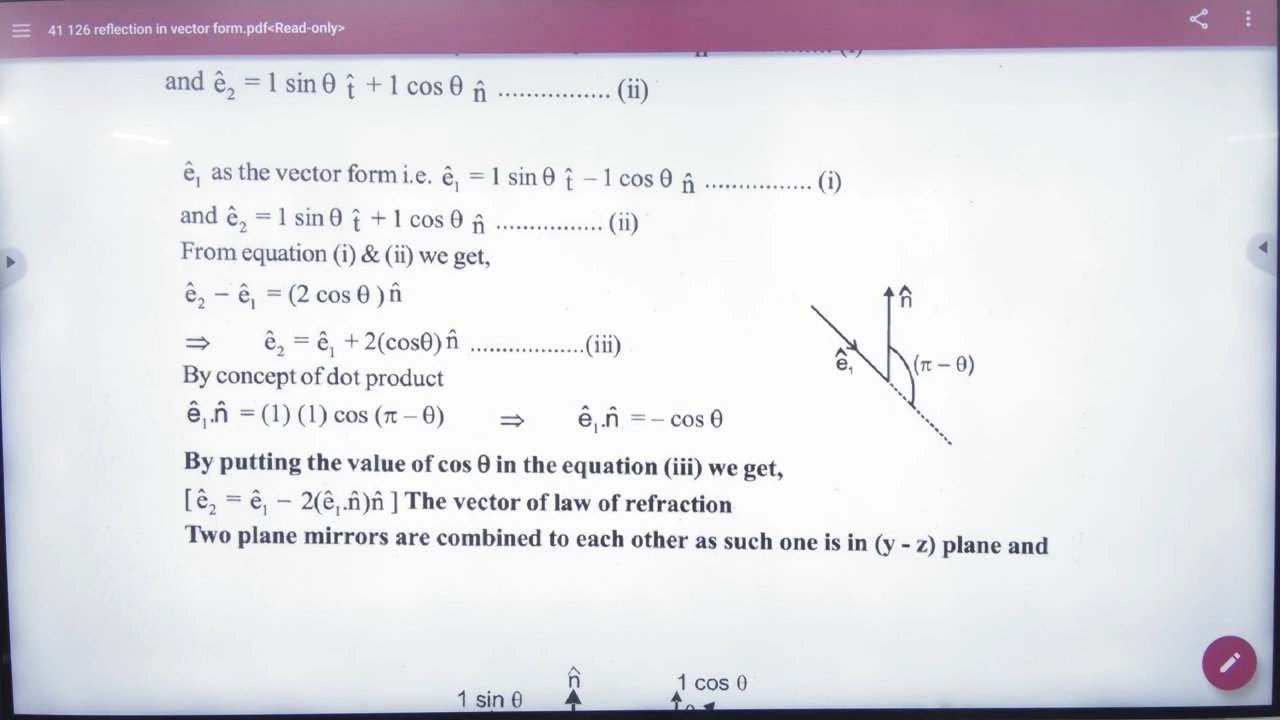 41 126 reflection in vector form.pdf<Read-only>
and ê₂ = 1 sin θ t̂ + 1 cos θ n̂ ................ (ii)
ê₁ as the vector form i.e. ê₁ = 1 sin θ t̂ − 1 cos θ n̂ ................ (i)
and ê₂ = 1 sin θ t̂ + 1 cos θ n̂ ................ (ii)
From equation (i) & (ii) we get,
ê₂ − ê₁ = (2 cos θ ) n̂
⇒ ê₂ = ê₁ + 2(cosθ) n̂ ..................(iii)
By concept of dot product
ê₁.n̂ = (1) (1) cos (π − θ) ⇒ ê₁.n̂ = − cos θ
n̂
ê₁
(π − θ)
By putting the value of cos θ in the equation (iii) we get,
[ ê₂ = ê₁ − 2(ê₁.n̂)n̂ ] The vector of law of refraction
Two plane mirrors are combined to each other as such one is in (y - z) plane and
1 sin θ n̂ 1 cos θ